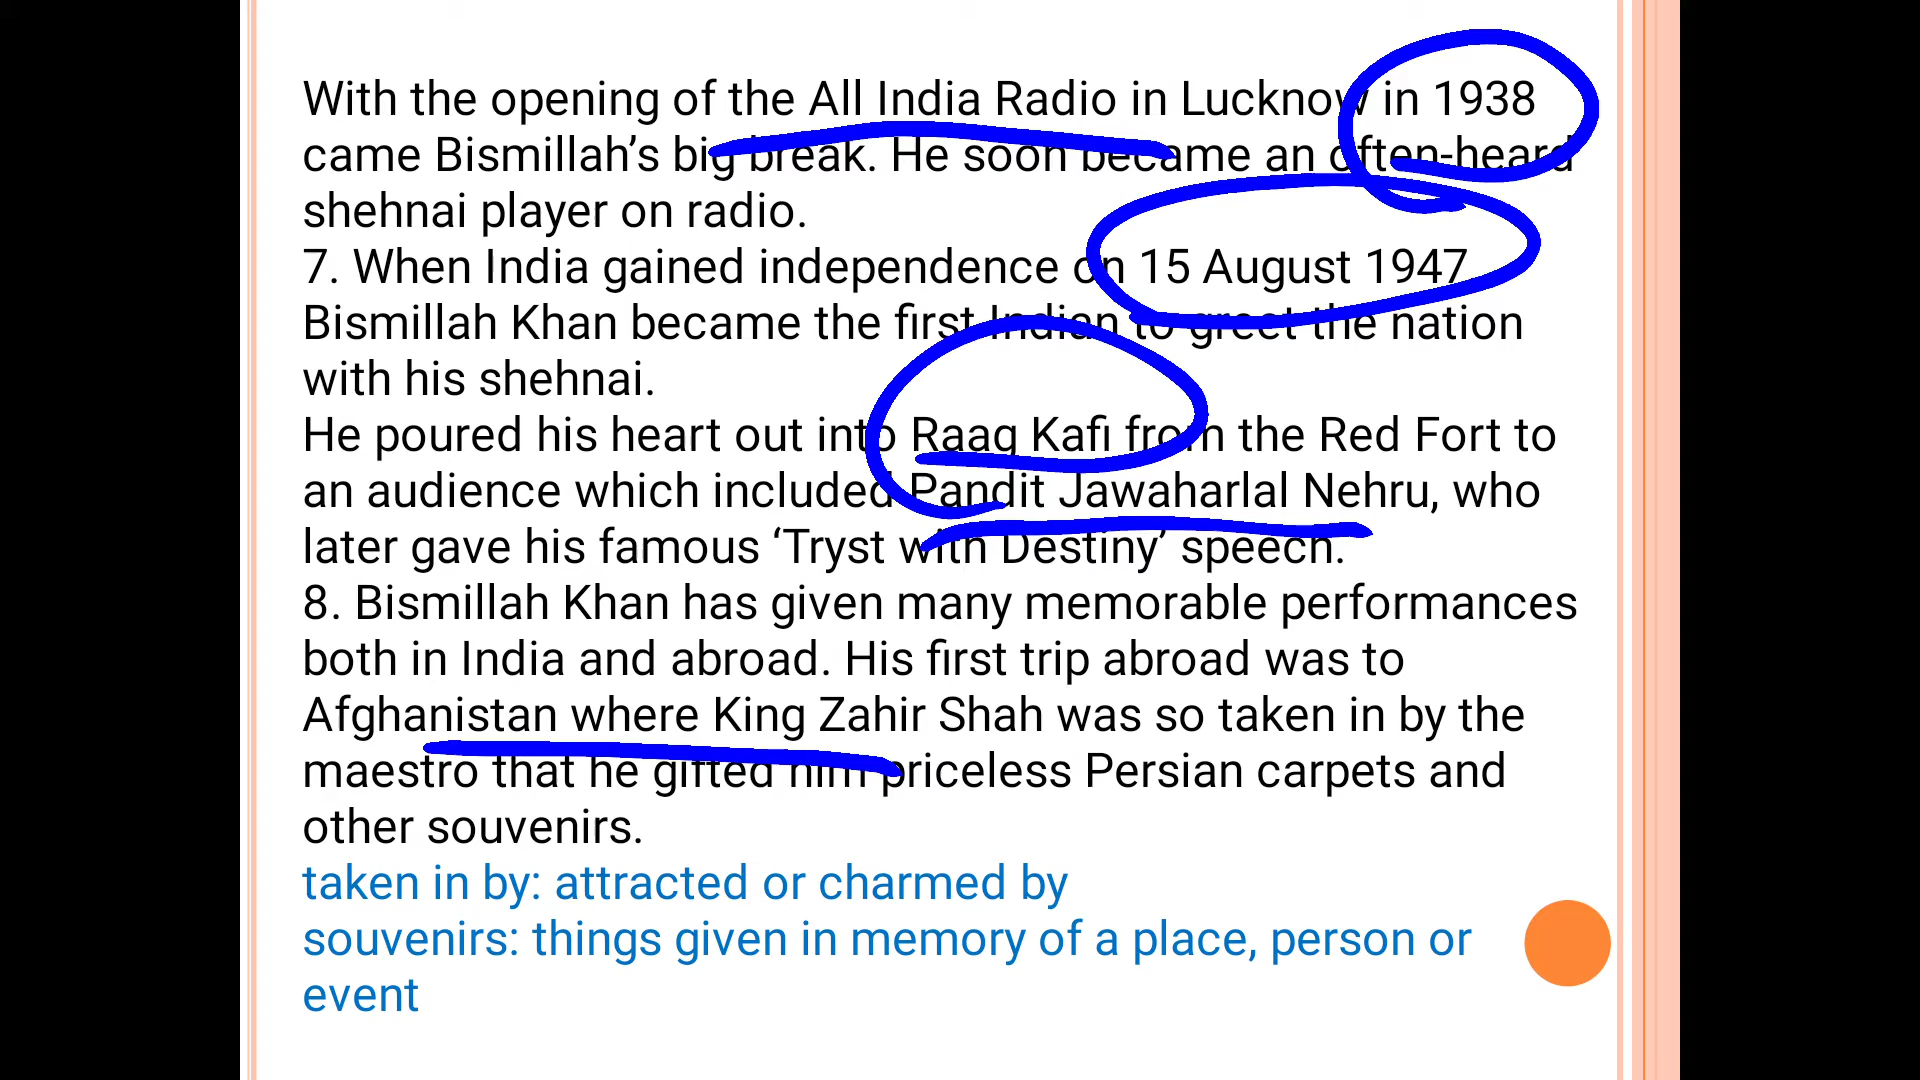 With the opening of the All India Radio in Lucknow in 1938
came Bismillah’s big break. He soon became an often-heard
shehnai player on radio.
7. When India gained independence on 15 August 1947
Bismillah Khan became the first Indian to greet the nation
with his shehnai.
He poured his heart out into Raag Kafi from the Red Fort to
an audience which included Pandit Jawaharlal Nehru, who
later gave his famous ‘Tryst with Destiny’ speech.
8. Bismillah Khan has given many memorable performances
both in India and abroad. His first trip abroad was to
Afghanistan where King Zahir Shah was so taken in by the
maestro that he gifted him priceless Persian carpets and
other souvenirs.
taken in by: attracted or charmed by
souvenirs: things given in memory of a place, person or
event